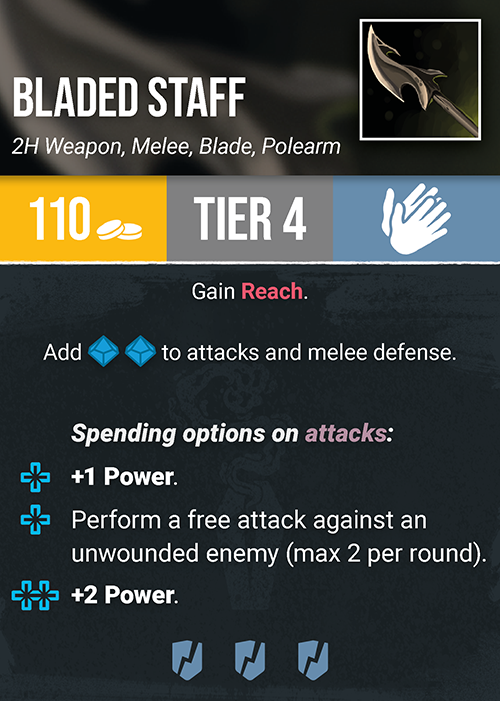 BLADED STAFF
2H Weapon, Melee, Blade, Polearm
110
TIER 4
Gain Reach.
Add to attacks and melee defense.
Spending options on attacks:
+1 Power.
Perform a free attack against an
unwounded enemy (max 2 per round).
+2 Power.